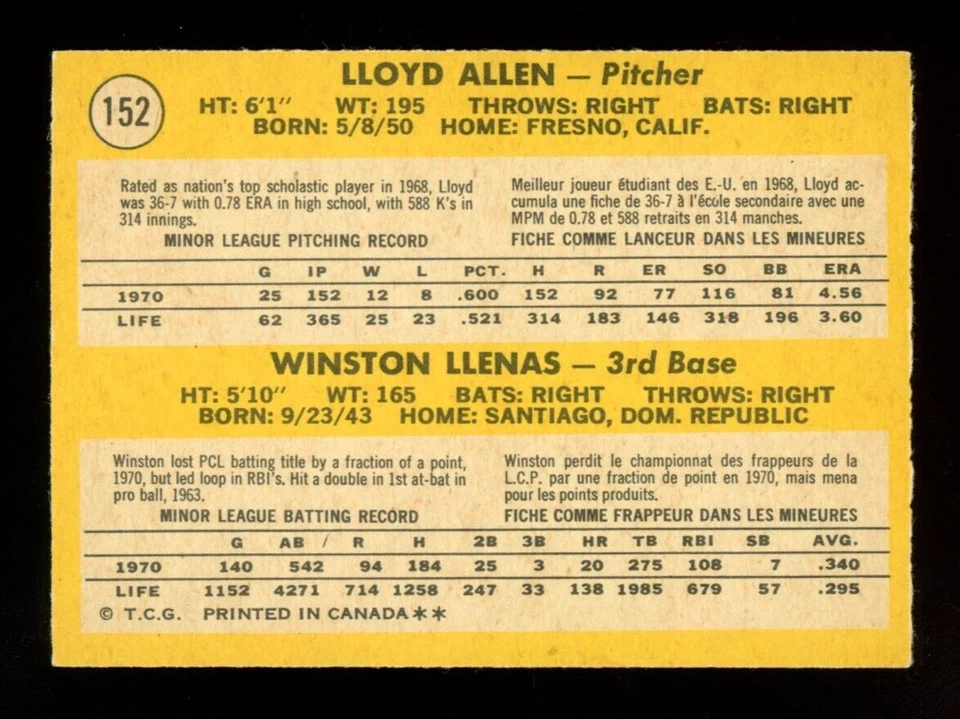 152
LLOYD ALLEN — Pitcher
HT: 6'1" WT: 195 THROWS: RIGHT BATS: RIGHT
BORN: 5/8/50 HOME: FRESNO, CALIF.
Rated as nation's top scholastic player in 1968, Lloyd
was 36-7 with 0.78 ERA in high school, with 588 K's in
314 innings.
MINOR LEAGUE PITCHING RECORD
Meilleur joueur étudiant des E.-U. en 1968, Lloyd ac-
cumula une fiche de 36-7 à l'école secondaire avec une
MPM de 0.78 et 588 retraits en 314 manches.
FICHE COMME LANCEUR DANS LES MINEURES
G IP W L PCT. H R ER SO BB ERA
1970 25 152 12 8 .600 152 92 77 116 81 4.56
LIFE 62 365 25 23 .521 314 183 146 318 196 3.60
WINSTON LLENAS — 3rd Base
HT: 5'10" WT: 165 BATS: RIGHT THROWS: RIGHT
BORN: 9/23/43 HOME: SANTIAGO, DOM. REPUBLIC
Winston lost PCL batting title by a fraction of a point,
1970, but led loop in RBI's. Hit a double in 1st at-bat in
pro ball, 1963.
MINOR LEAGUE BATTING RECORD
Winston perdit le championnat des frappeurs de la
L.C.P. par une fraction de point en 1970, mais mena
pour les points produits.
FICHE COMME FRAPPEUR DANS LES MINEURES
G AB R H 2B 3B HR TB RBI SB AVG.
1970 140 542 94 184 25 3 20 275 108 7 .340
LIFE 1152 4271 714 1258 247 33 138 1985 679 57 .295
© T.C.G. PRINTED IN CANADA**